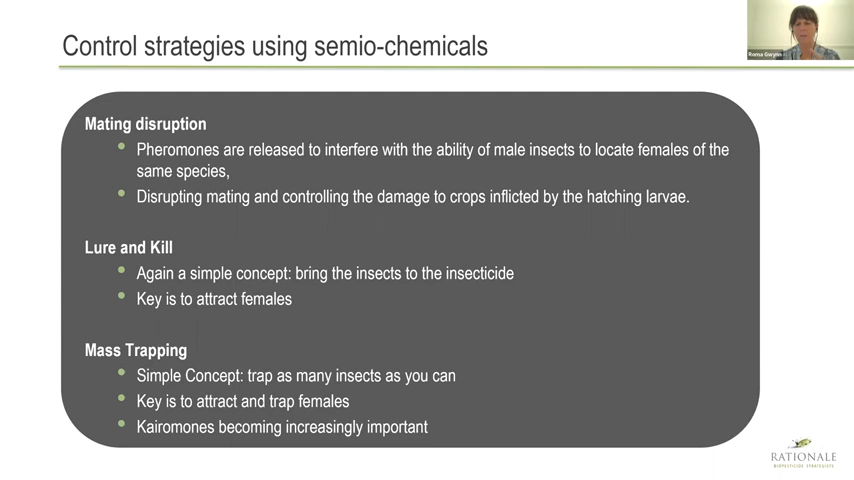 Control strategies using semio-chemicals
Roma Gwynn
Mating disruption
• Pheromones are released to interfere with the ability of male insects to locate females of the
same species,
• Disrupting mating and controlling the damage to crops inflicted by the hatching larvae.
Lure and Kill
• Again a simple concept: bring the insects to the insecticide
• Key is to attract females
Mass Trapping
• Simple Concept: trap as many insects as you can
• Key is to attract and trap females
• Kairomones becoming increasingly important
RATIONALE
BIOPESTICIDE STRATEGISTS